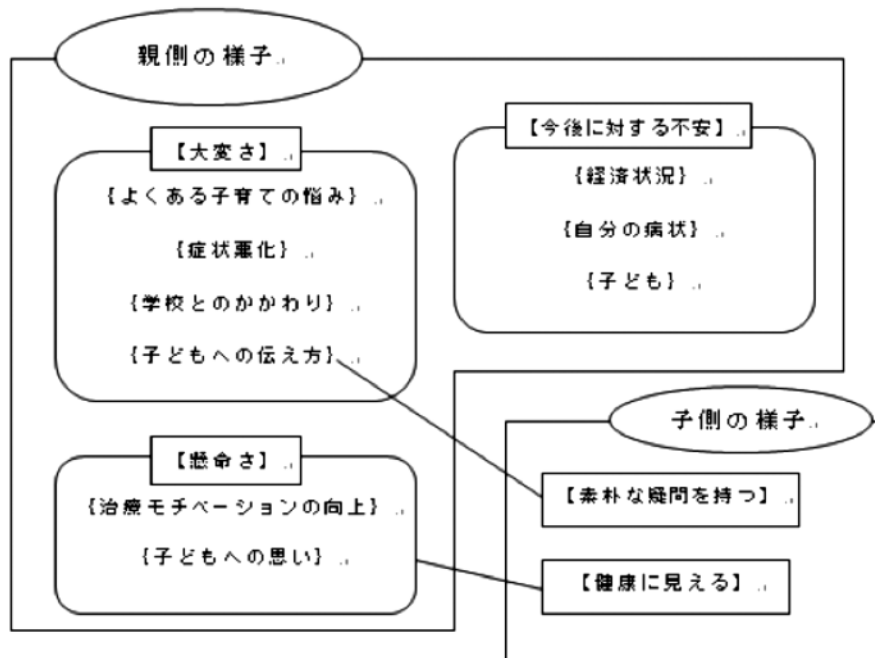 親側の様子
【大変さ】
{よくある子育ての悩み}
{症状悪化}
{学校とのかかわり}
{子どもへの伝え方}
【今後に対する不安】
{経済状況}
{自分の病状}
{子ども}
【懸命さ】
{治療モチベーションの向上}
{子どもへの思い}
子側の様子
【素朴な疑問を持つ】
【健康に見える】